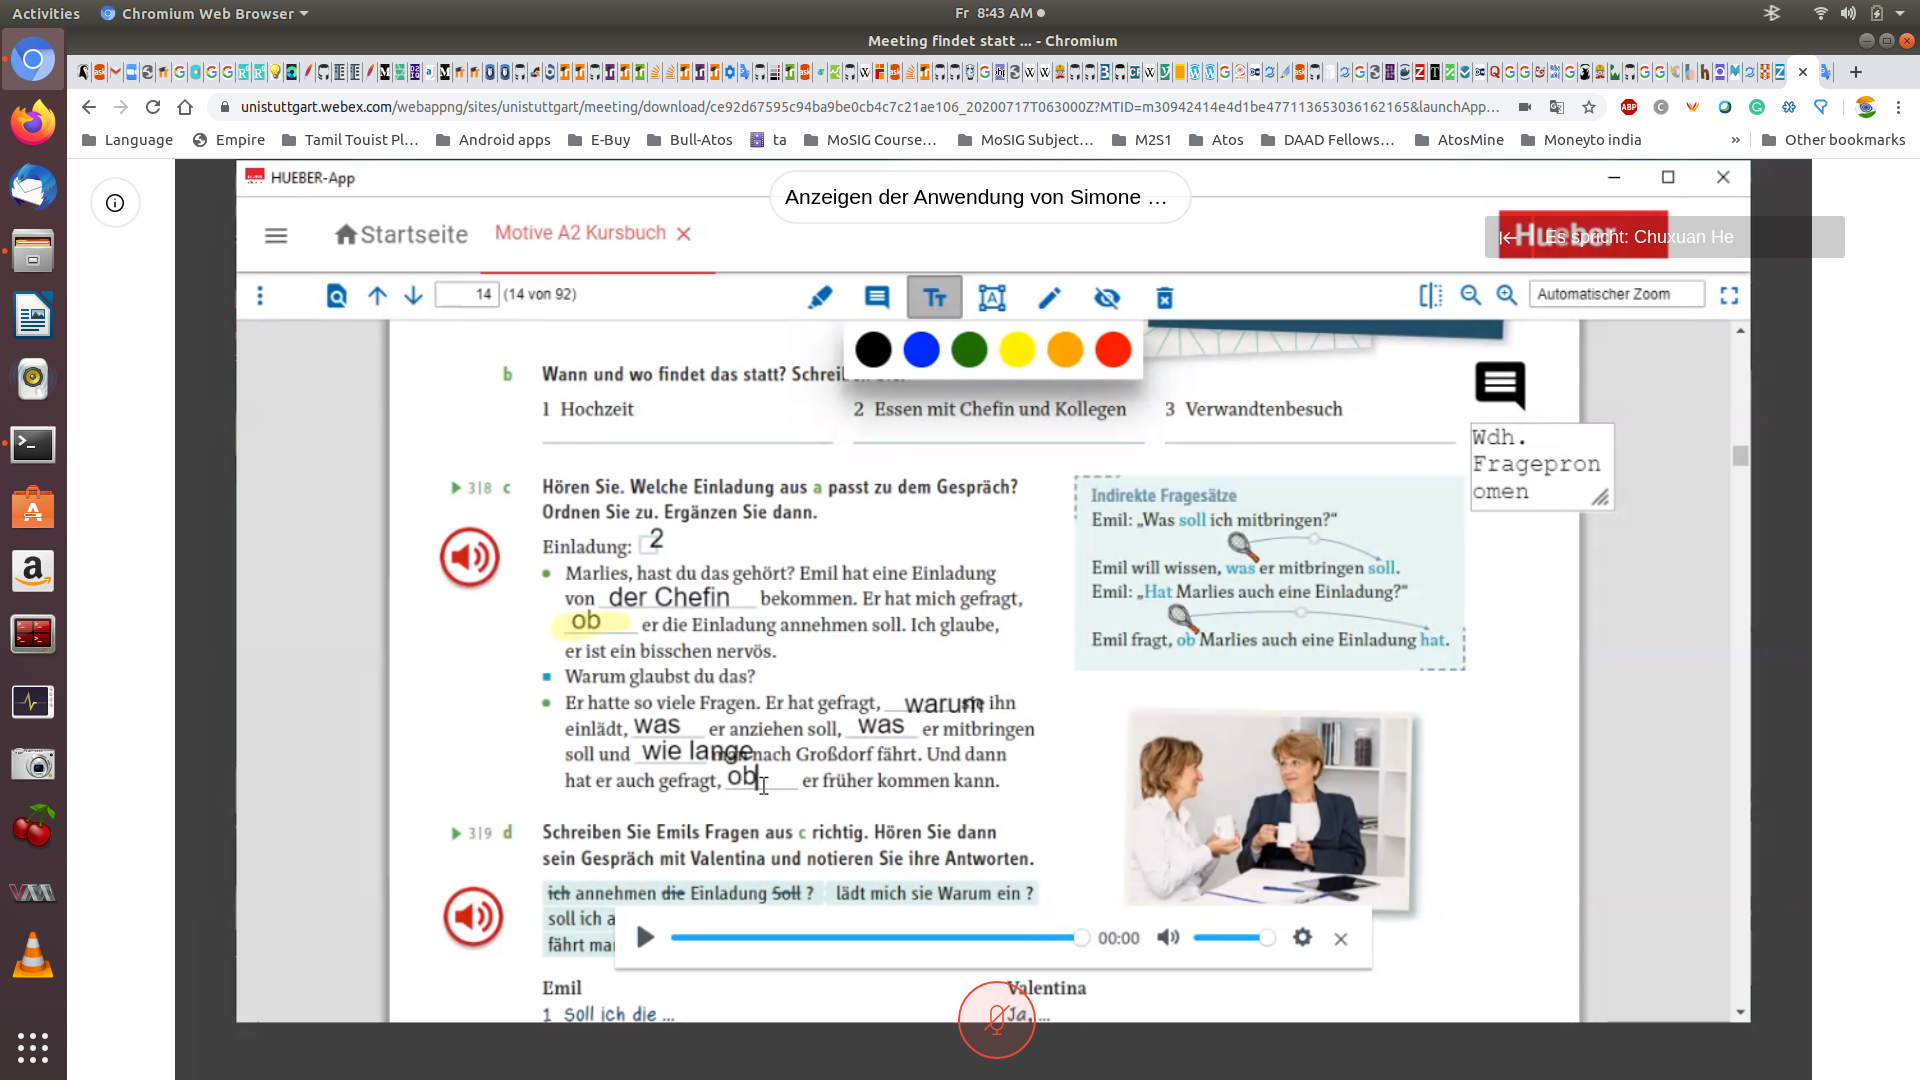 Activities
Chromium Web Browser
Fr 8:43 AM
Meeting findet statt ... - Chromium
unistuttgart.webex.com/webappng/sites/unistuttgart/meeting/download/ce92d67595c94ba9be0cb4c7c21ae106_20200717T063000Z?MTID=m30942414e4d1be477113653036162165&launchApp...
Language
Empire
Tamil Touist Pl...
Android apps
E-Buy
Bull-Atos
ta
MoSIG Course...
MoSIG Subject...
M2S1
Atos
DAAD Fellows...
AtosMine
Moneyto india
»
Other bookmarks
HUEBER-App
Anzeigen der Anwendung von Simone ...
Startseite
Motive A2 Kursbuch
Hueber
Es spricht: Chuxuan He
14 (14 von 92)
Automatischer Zoom
b Wann und wo findet das statt?
1 Hochzeit 2 Essen mit Chefin und Kollegen 3 Verwandtenbesuch
Wdh.
Fragepron
omen
3|8 c Hören Sie. Welche Einladung aus a passt zu dem Gespräch?
Ordnen Sie zu. Ergänzen Sie dann.
Einladung: 2
Marlies, hast du das gehört? Emil hat eine Einladung
von der Chefin bekommen. Er hat mich gefragt,
ob er die Einladung annehmen soll. Ich glaube,
er ist ein bisschen nervös.
Warum glaubst du das?
Er hatte so viele Fragen. Er hat gefragt, warum sie ihn
einlädt, was er anziehen soll, was er mitbringen
soll und wie lange man nach Großdorf fährt. Und dann
hat er auch gefragt, ob er früher kommen kann.
Indirekte Fragesätze
Emil: „Was soll ich mitbringen?“
Emil will wissen, was er mitbringen soll.
Emil: „Hat Marlies auch eine Einladung?“
Emil fragt, ob Marlies auch eine Einladung hat.
3|9 d Schreiben Sie Emils Fragen aus c richtig. Hören Sie dann
sein Gespräch mit Valentina und notieren Sie ihre Antworten.
ich annehmen die Einladung Soll ? lädt mich sie Warum ein ?
soll ich a
fährt ma
00:00
Emil Valentina
1 Soll ich die ... Ja, ...